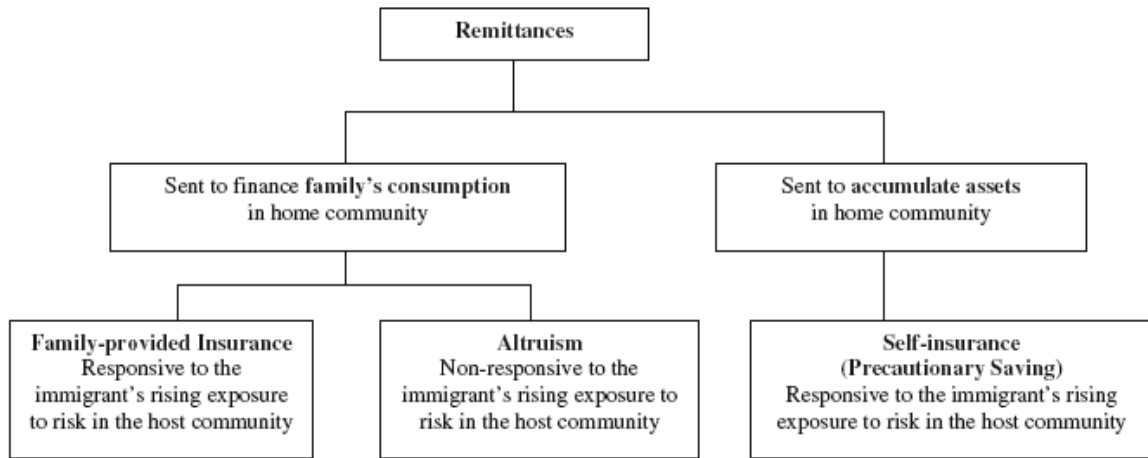 Remittances
Sent to finance family's consumption
in home community
Sent to accumulate assets
in home community
Family-provided Insurance
Responsive to the
immigrant's rising exposure
to risk in the host community
Altruism
Non-responsive to the
immigrant's rising exposure to
risk in the host community
Self-insurance
(Precautionary Saving)
Responsive to the immigrant's rising
exposure to risk in the host community